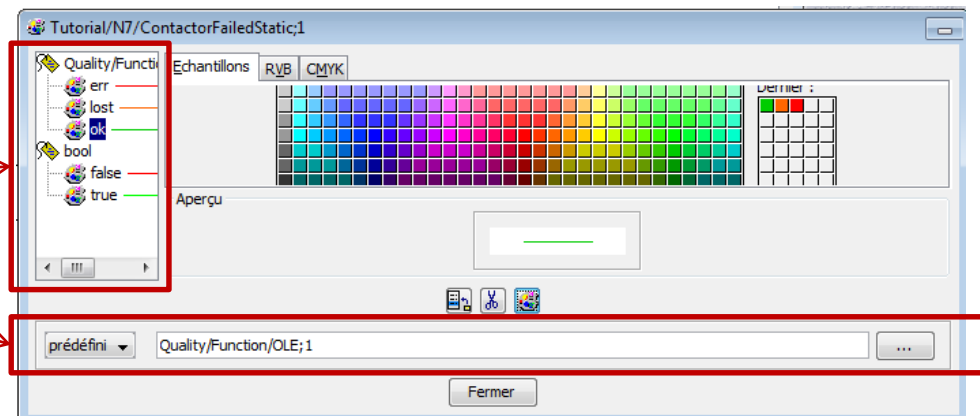 Tutorial/N7/ContactorFailedStatic;1
Quality/Functi
err
lost
ok
bool
false
true
Echantillons RVB CMYK
Dernier :
Aperçu
prédéfini Quality/Function/OLE;1 ...
Fermer